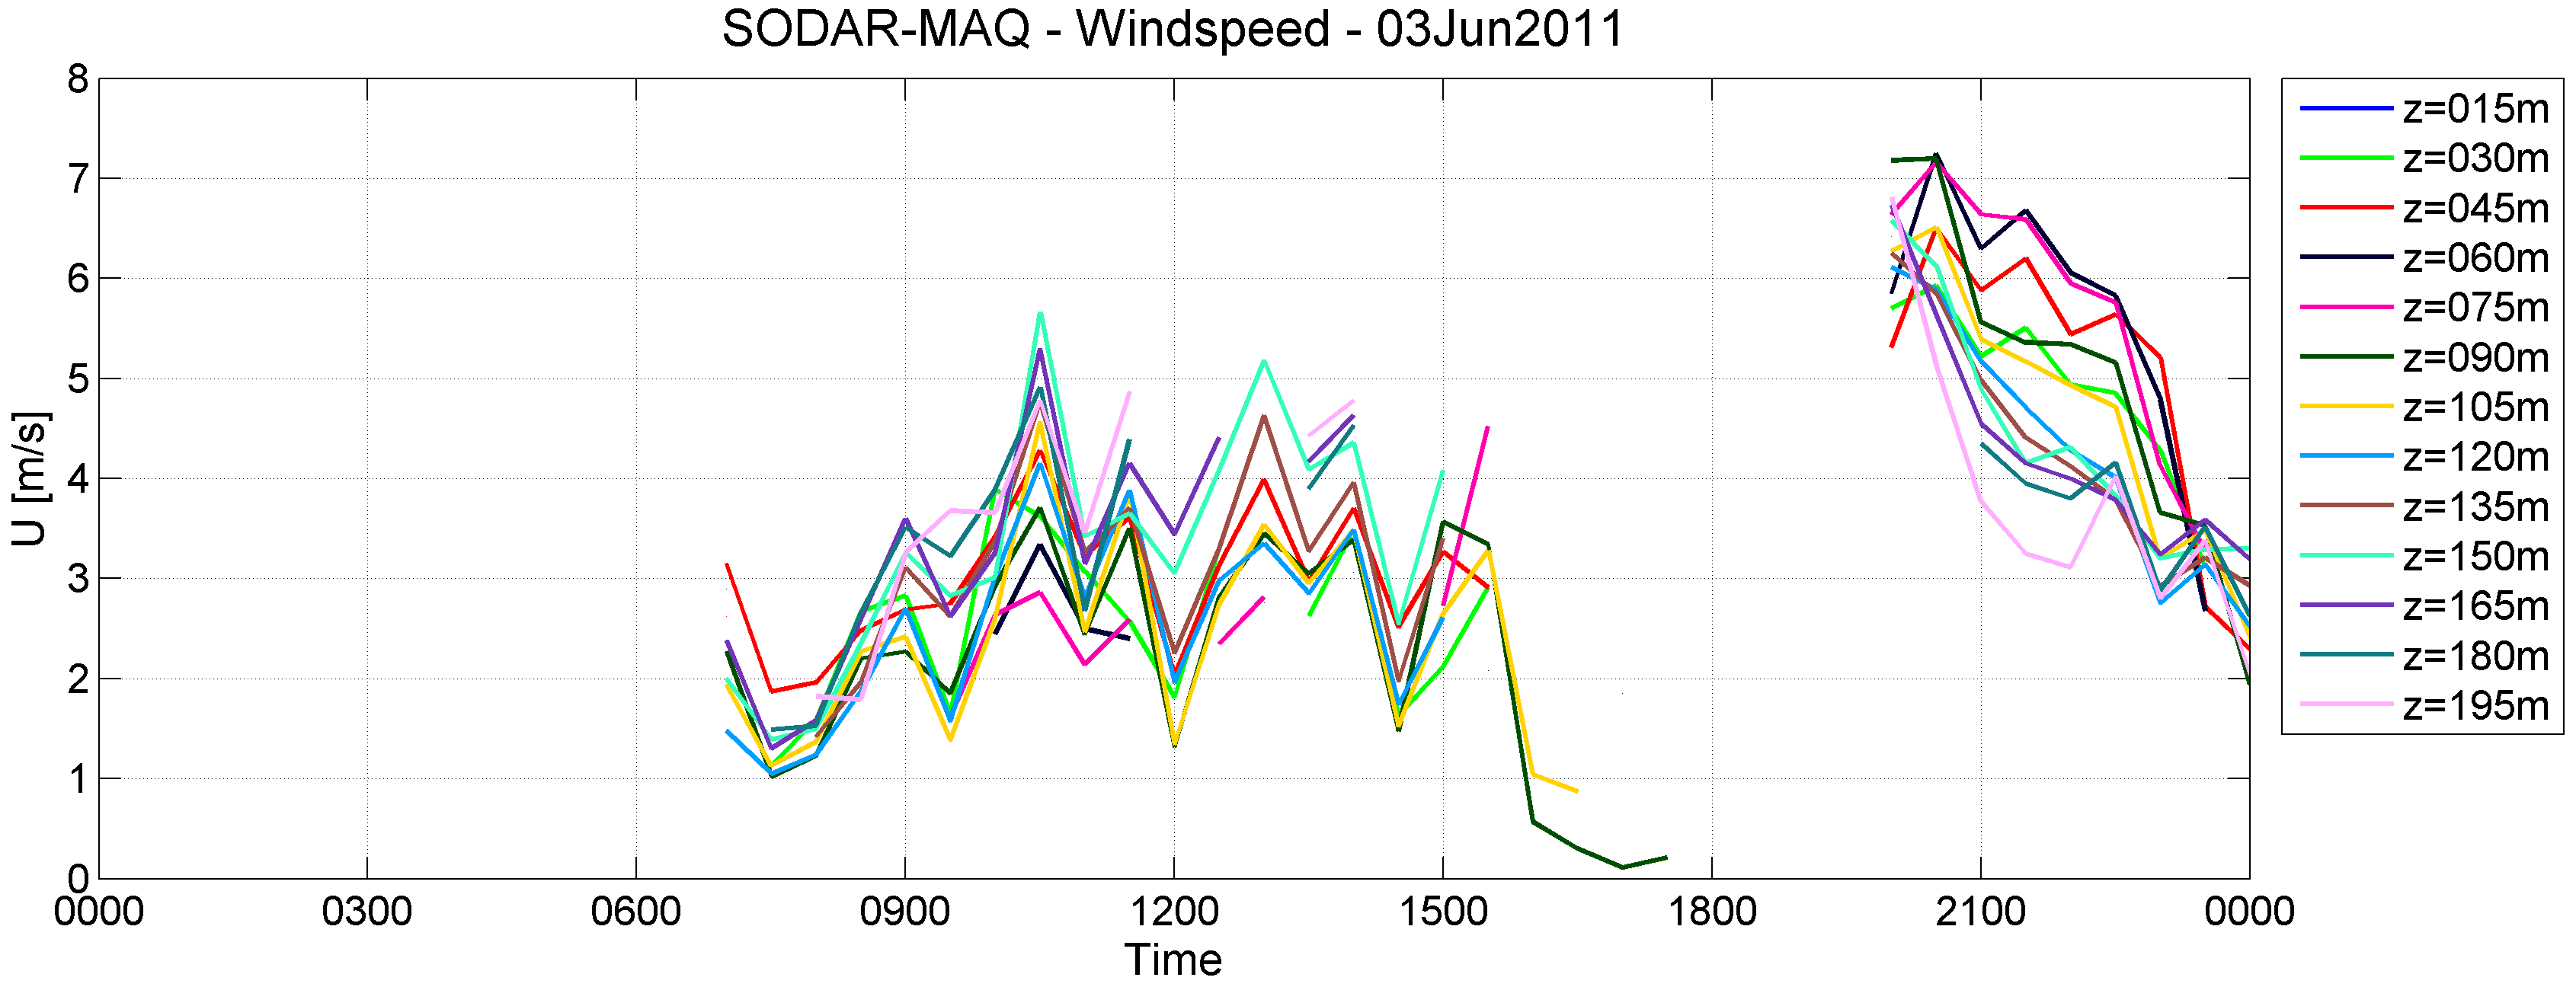 SODAR-MAQ - Windspeed - 03Jun2011
8
7
6
5
4
3
2
1
0
U [m/s]
0000 0300 0600 0900 1200 1500 1800 2100 0000
Time
z=015m
z=030m
z=045m
z=060m
z=075m
z=090m
z=105m
z=120m
z=135m
z=150m
z=165m
z=180m
z=195m